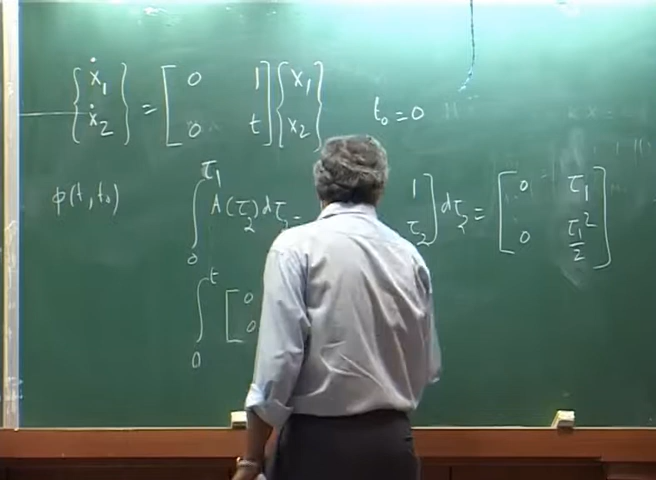 {ẋ₁ ẋ₂} = [0 1; 0 t] {x₁ x₂} t₀ = 0
φ(t, t₀) ∫₀^τ₁ A(τ₂) dτ₂ = 1 τ₂] dτ₂ = [0 τ₁; 0 τ₁²/2]
∫₀^t [0 0